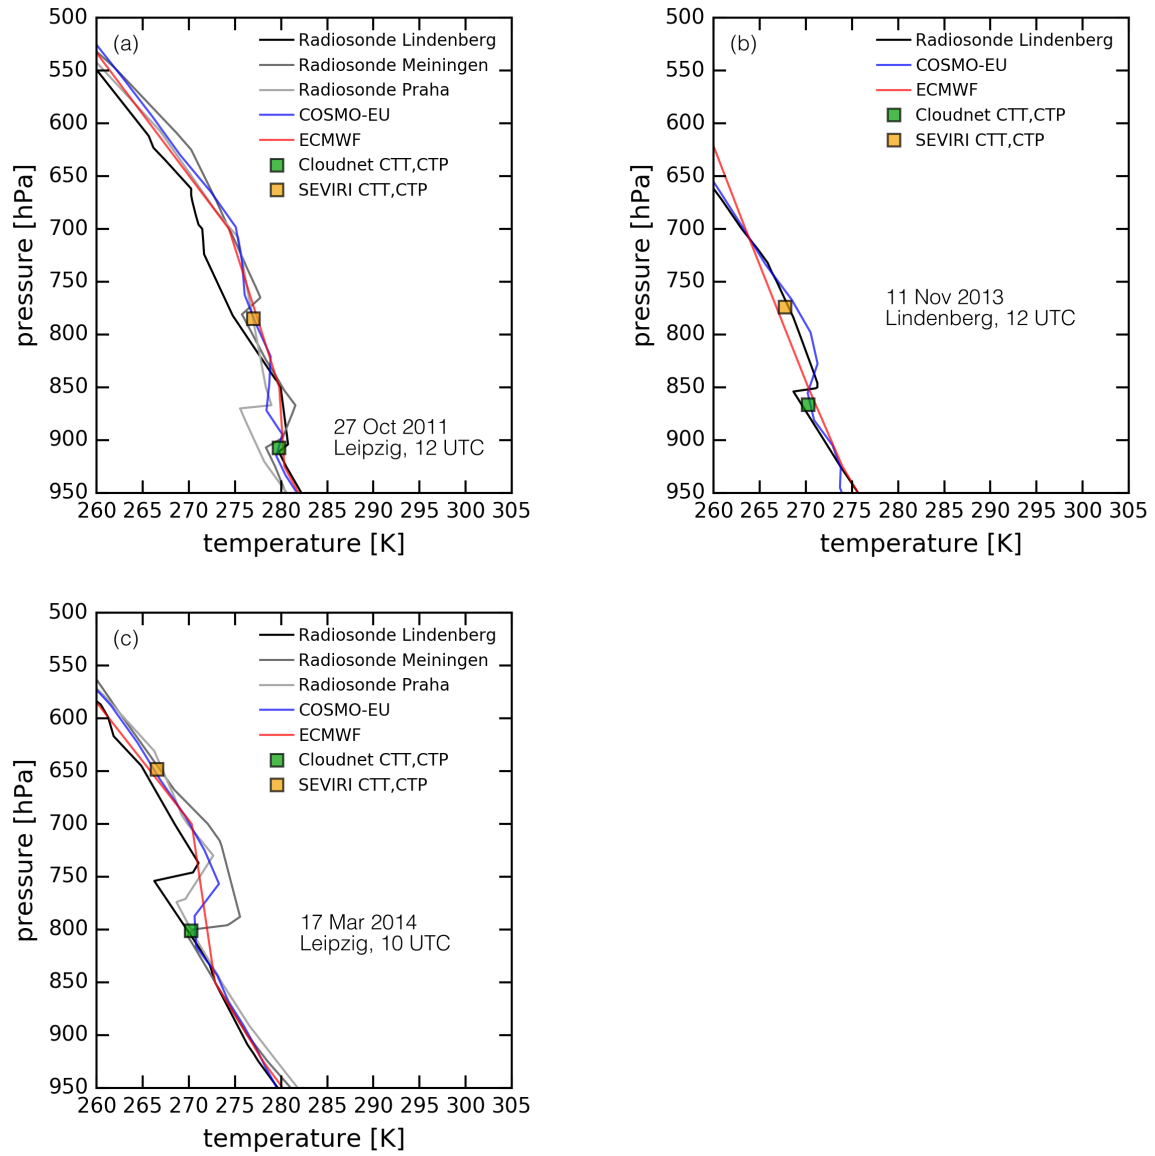 (a)
Radiosonde Lindenberg
Radiosonde Meiningen
Radiosonde Praha
COSMO-EU
ECMWF
Cloudnet CTT,CTP
SEVIRI CTT,CTP
27 Oct 2011
Leipzig, 12 UTC
500
550
600
650
700
750
800
850
900
950
pressure [hPa]
260 265 270 275 280 285 290 295 300 305
temperature [K]
(b)
Radiosonde Lindenberg
COSMO-EU
ECMWF
Cloudnet CTT,CTP
SEVIRI CTT,CTP
11 Nov 2013
Lindenberg, 12 UTC
500
550
600
650
700
750
800
850
900
950
pressure [hPa]
260 265 270 275 280 285 290 295 300 305
temperature [K]
(c)
Radiosonde Lindenberg
Radiosonde Meiningen
Radiosonde Praha
COSMO-EU
ECMWF
Cloudnet CTT,CTP
SEVIRI CTT,CTP
17 Mar 2014
Leipzig, 10 UTC
500
550
600
650
700
750
800
850
900
950
pressure [hPa]
260 265 270 275 280 285 290 295 300 305
temperature [K]